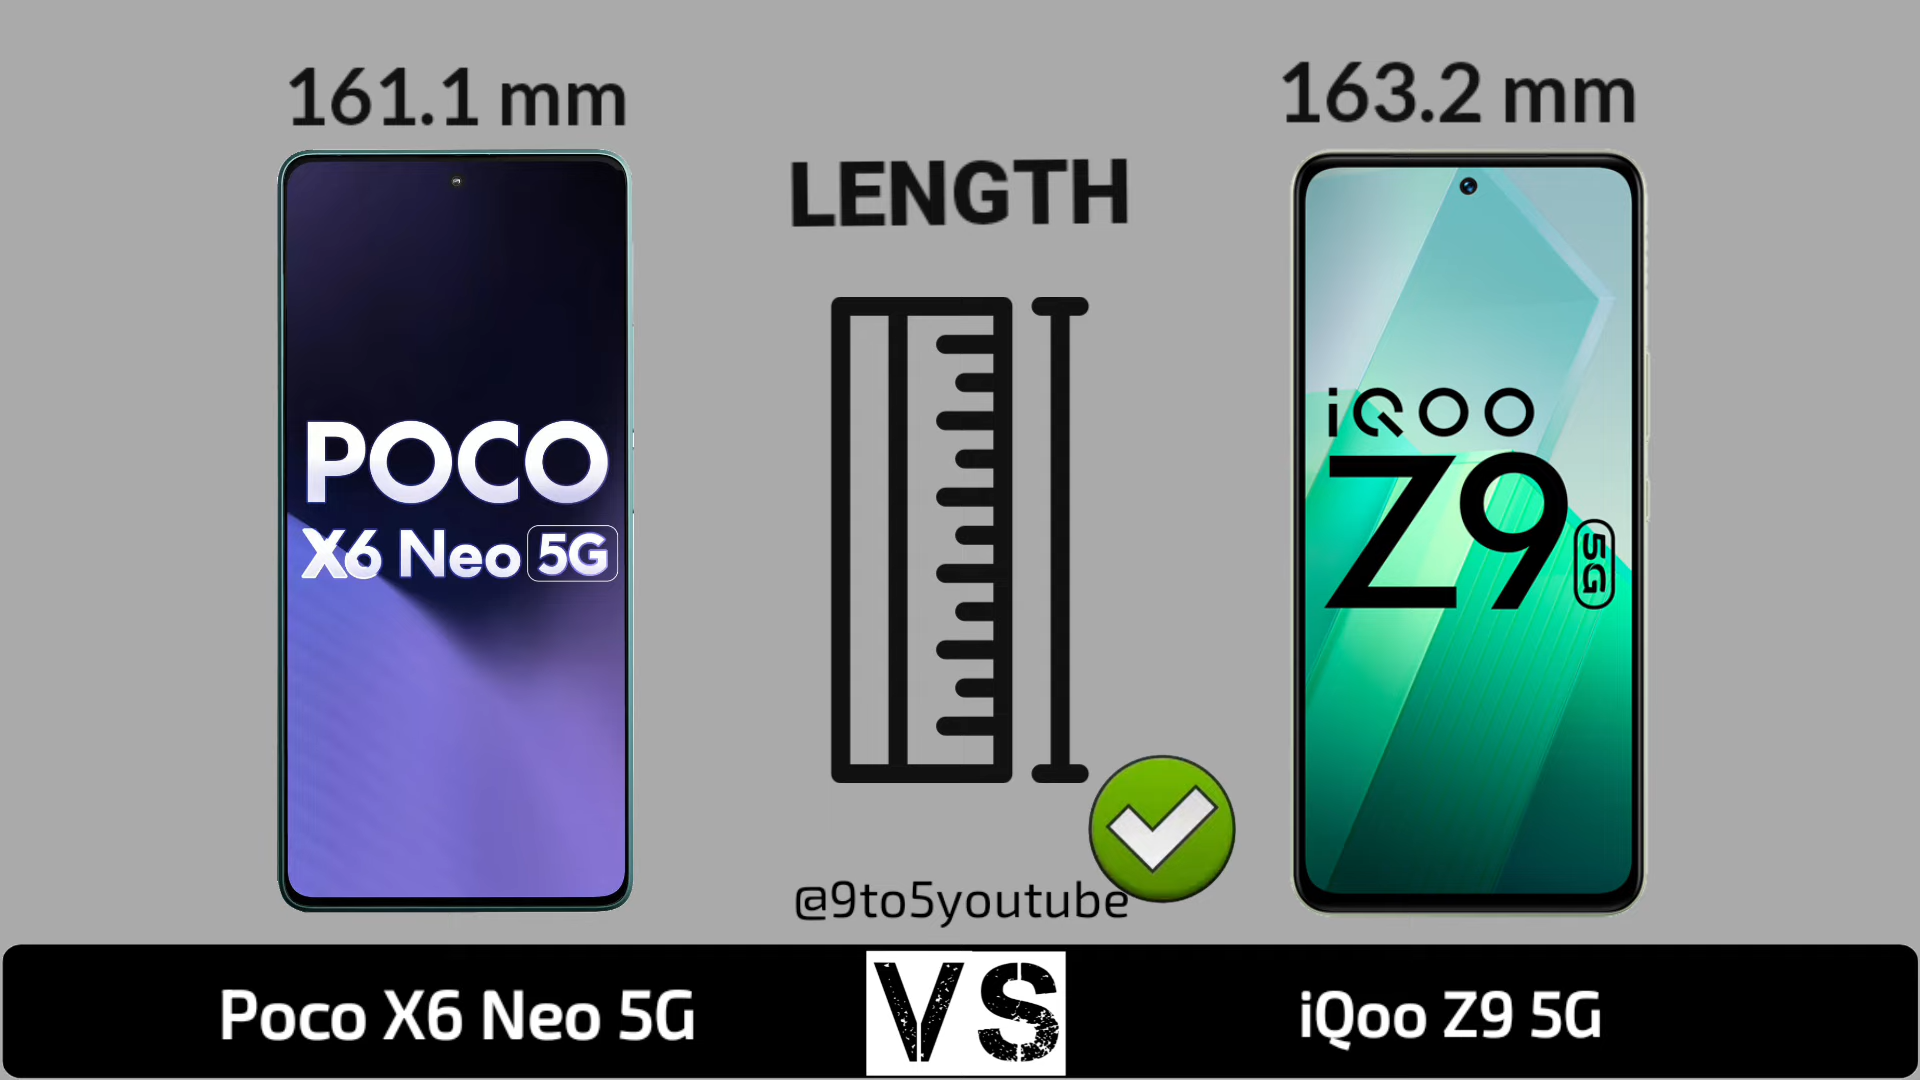 161.1 mm
163.2 mm
LENGTH
POCO
X6 Neo 5G
iQOO
Z9 5G
@9to5youtube
Poco X6 Neo 5G
VS
iQoo Z9 5G